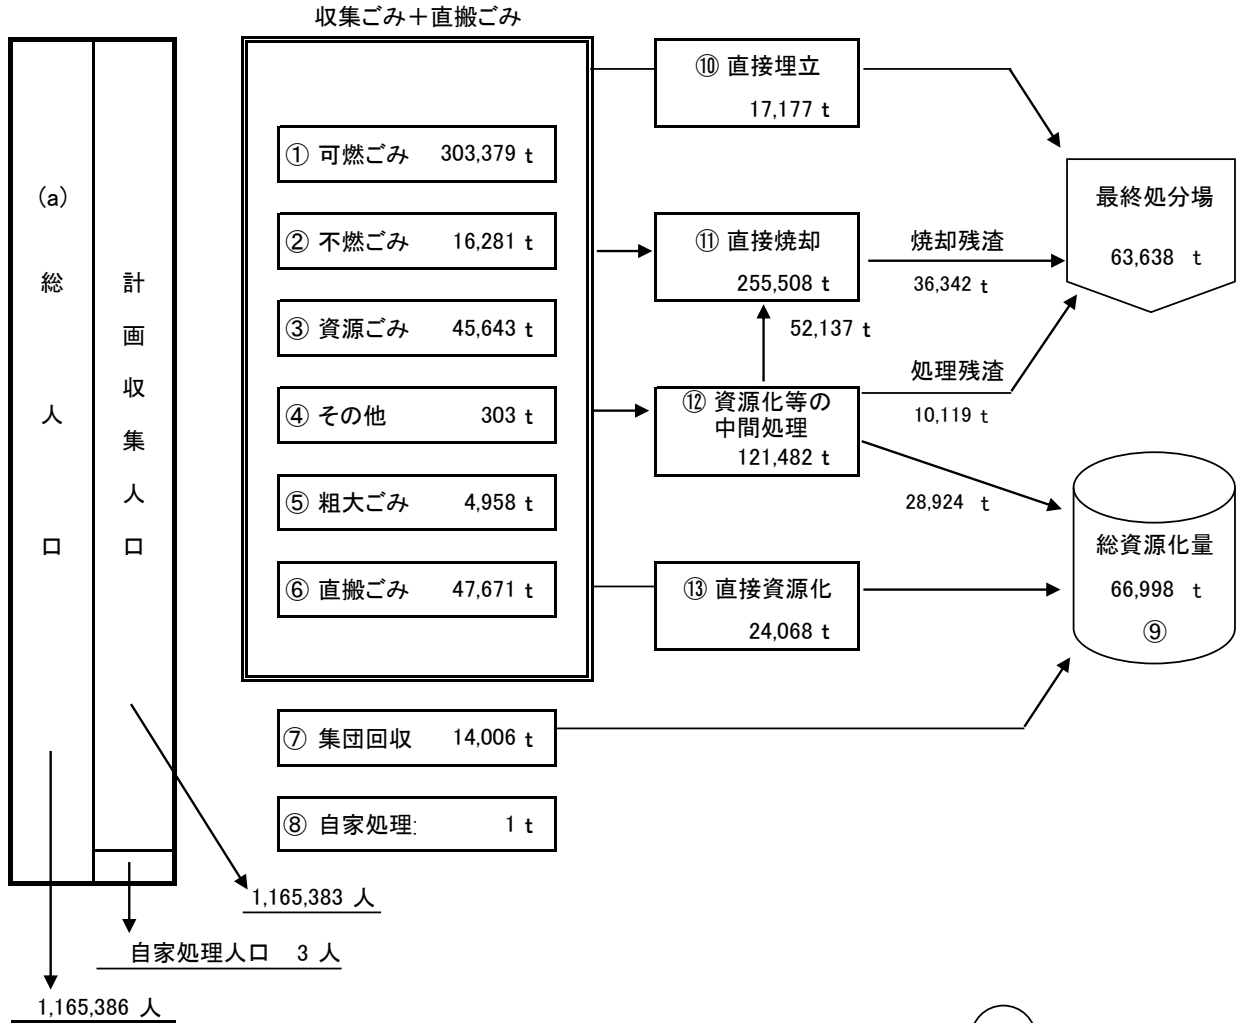 収集ごみ＋直搬ごみ
(a)
総
人
口
計
画
収
集
人
口
① 可燃ごみ 303,379 t
② 不燃ごみ 16,281 t
③ 資源ごみ 45,643 t
④ その他 303 t
⑤ 粗大ごみ 4,958 t
⑥ 直搬ごみ 47,671 t
⑦ 集団回収 14,006 t
⑧ 自家処理: 1 t
⑩ 直接埋立
17,177 t
⑪ 直接焼却
255,508 t
52,137 t
⑫ 資源化等の
中間処理
121,482 t
⑬ 直接資源化
24,068 t
焼却残渣
36,342 t
処理残渣
10,119 t
28,924 t
最終処分場
63,638 t
総資源化量
66,998 t
⑨
1,165,383 人
自家処理人口 3 人
1,165,386 人